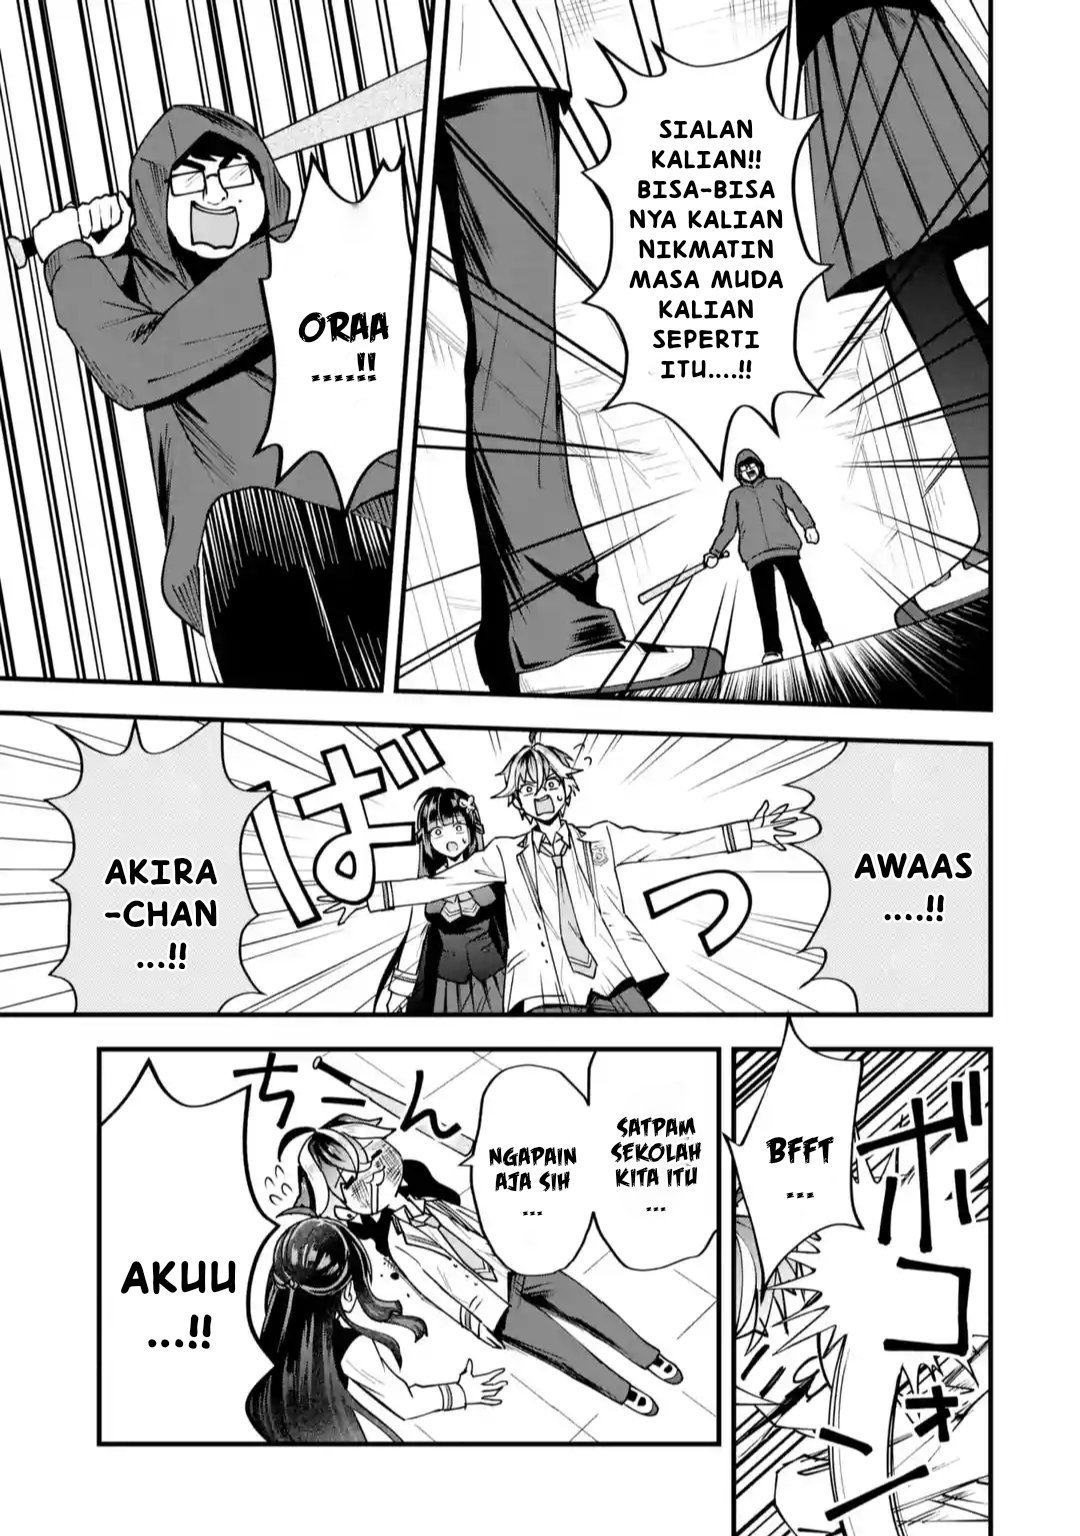 SIALAN
KALIAN!!
BISA-BISA
NYA KALIAN
NIKMATIN
MASA MUDA
KALIAN
SEPERTI
ITU....!!
ORAA
......!!
AWAAS
....!!
ばっ
AKIRA
-CHAN
...!!
BFFT
...
ボコォン
SATPAM
SEKOLAH
KITA ITU
...
NGAPAIN
AJA SIH
...
ちーん
AKUU
...!!